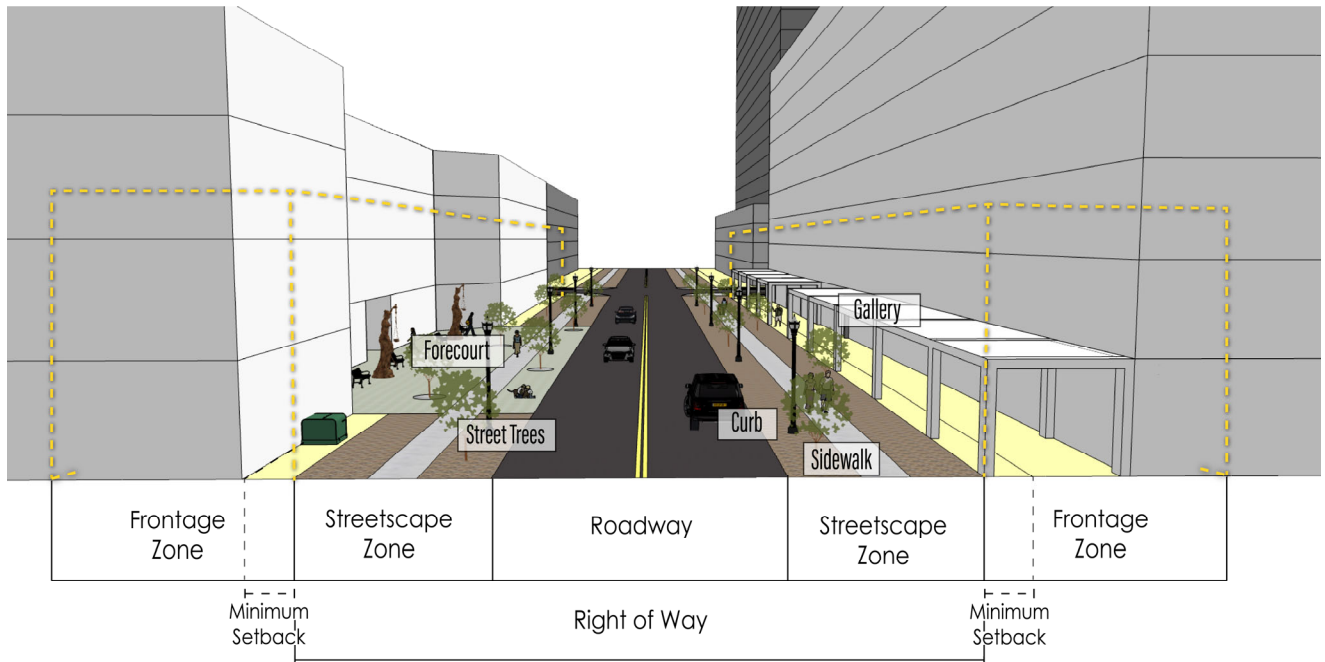 Gallery
Forecourt
Street Trees
Curb
Sidewalk
Frontage
Zone
Streetscape
Zone
Roadway
Streetscape
Zone
Frontage
Zone
Minimum
Setback
Right of Way
Minimum
Setback